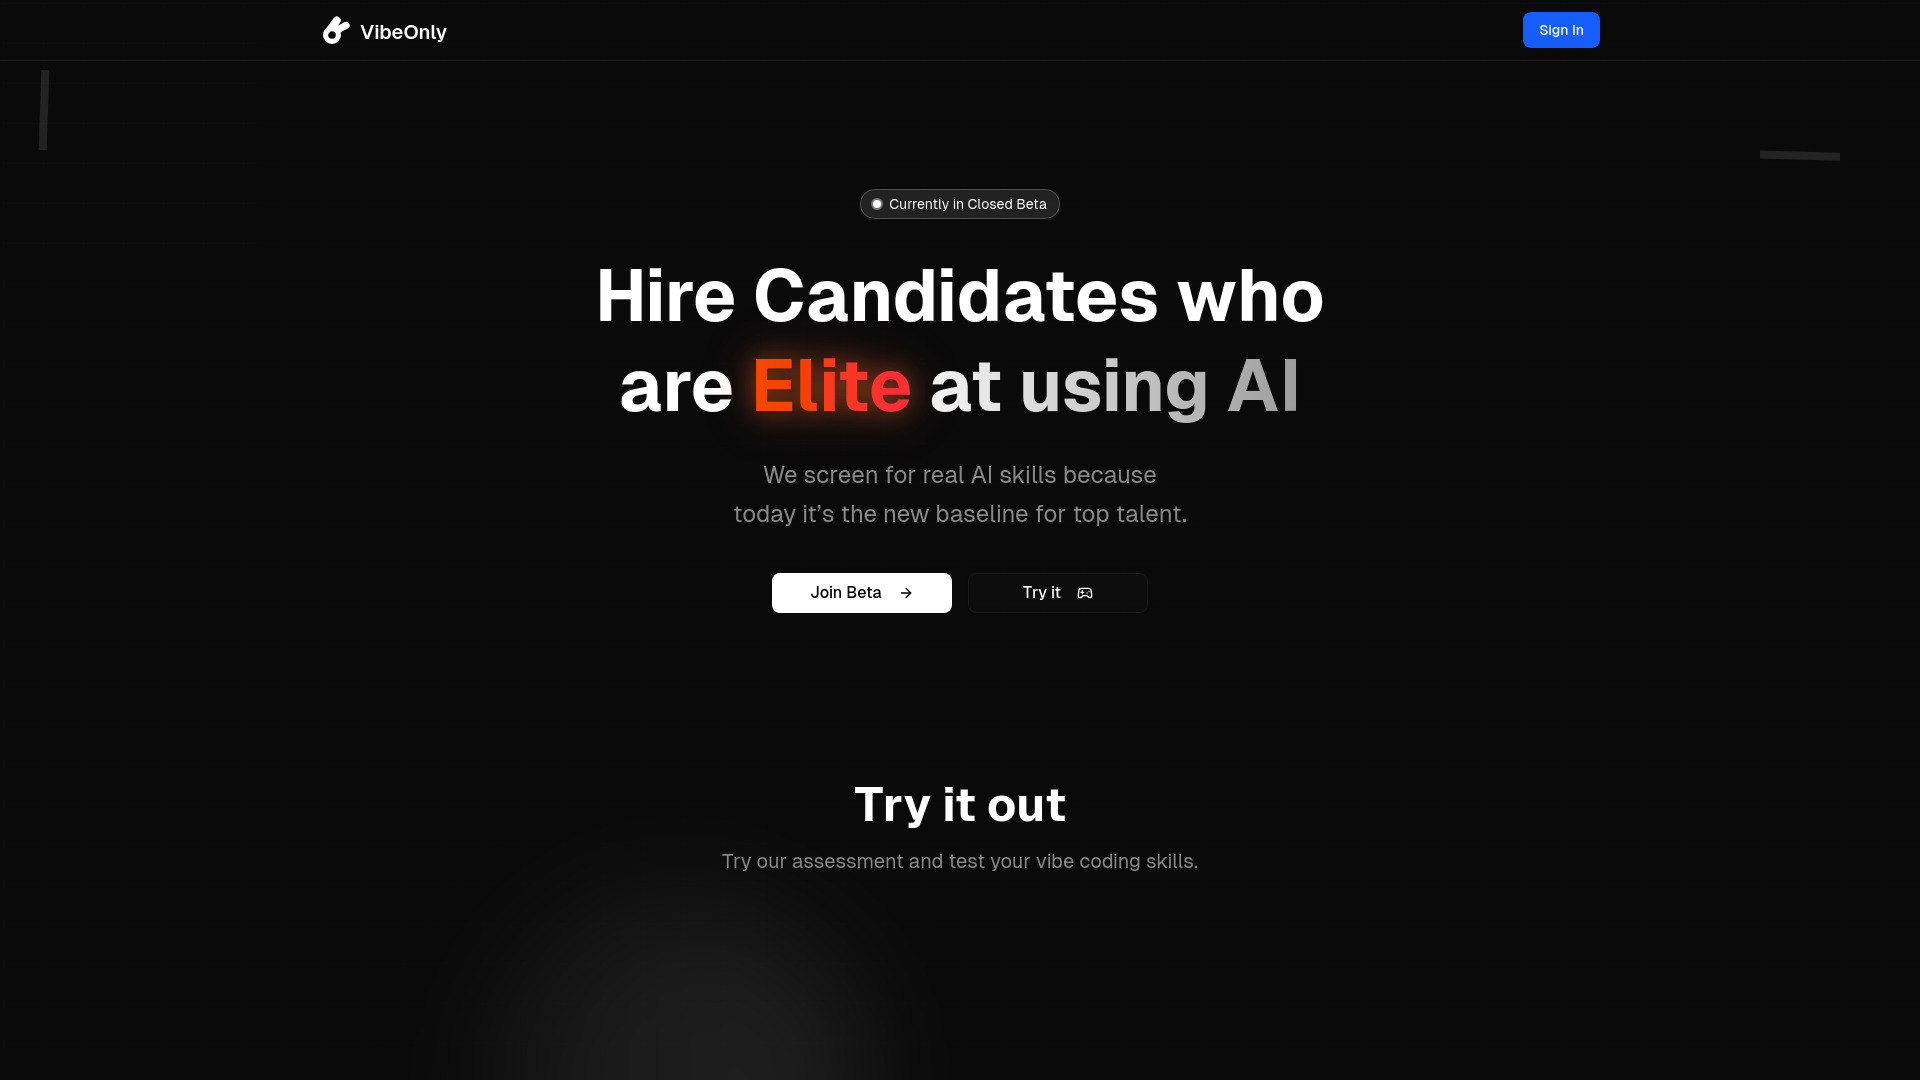 VibeOnly
Sign In
Currently in Closed Beta
Hire Candidates who
are Elite at using AI
We screen for real AI skills because
today it’s the new baseline for top talent.
Join Beta
Try it
Try it out
Try our assessment and test your vibe coding skills.